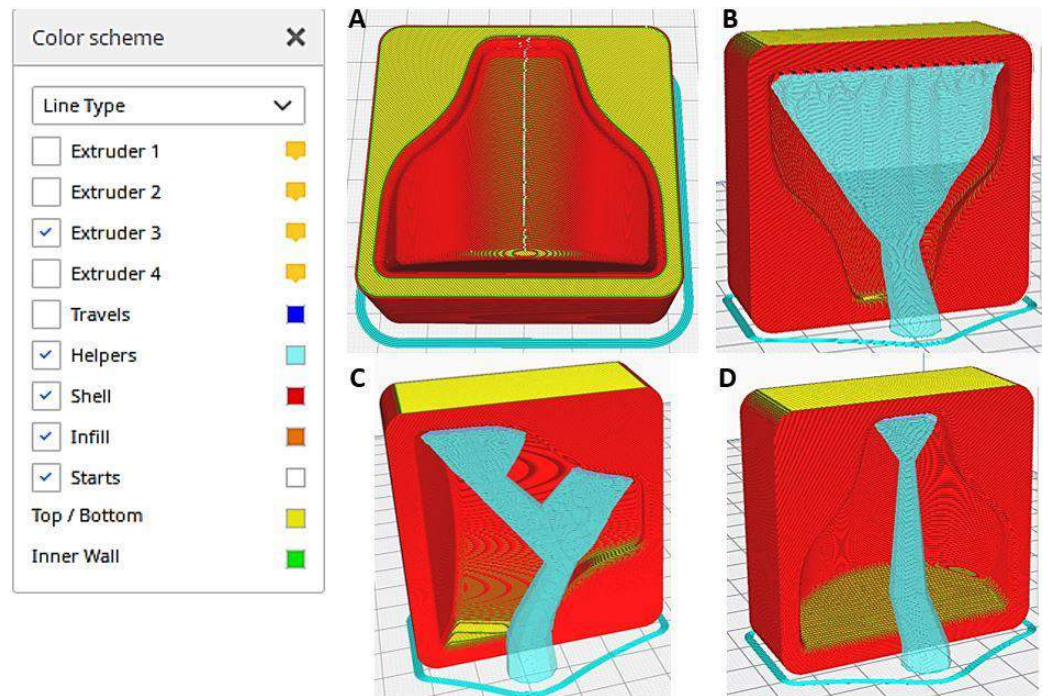 Color scheme
Line Type
Extruder 1
Extruder 2
Extruder 3
Extruder 4
Travels
Helpers
Shell
Infill
Starts
Top / Bottom
Inner Wall
A
B
C
D